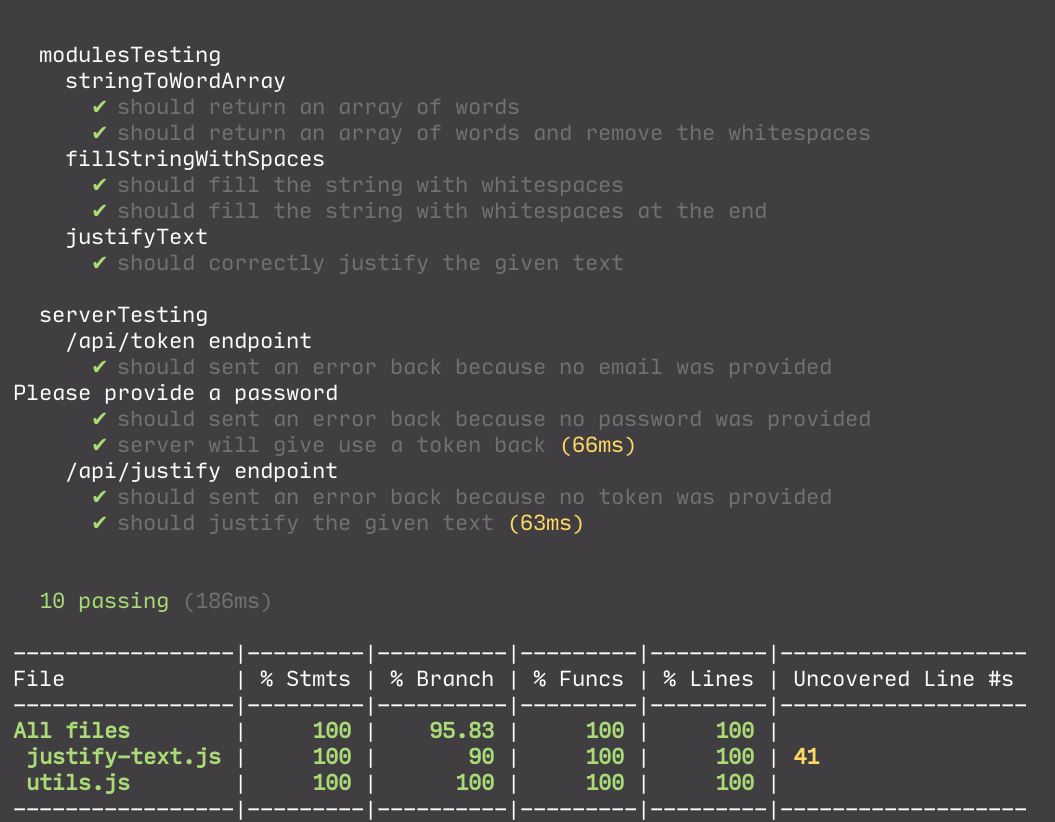 modulesTesting
stringToWordArray
✔ should return an array of words
✔ should return an array of words and remove the whitespaces
fillStringWithSpaces
✔ should fill the string with whitespaces
✔ should fill the string with whitespaces at the end
justifyText
✔ should correctly justify the given text
serverTesting
/api/token endpoint
✔ should sent an error back because no email was provided
Please provide a password
✔ should sent an error back because no password was provided
✔ server will give use a token back (66ms)
/api/justify endpoint
✔ should sent an error back because no token was provided
✔ should justify the given text (63ms)
10 passing (186ms)
-----------------|---------|----------|---------|---------|-------------------
File             | % Stmts | % Branch | % Funcs | % Lines | Uncovered Line #s
-----------------|---------|----------|---------|---------|-------------------
All files        |     100 |    95.83 |     100 |     100 |
 justify-text.js |     100 |       90 |     100 |     100 | 41
 utils.js        |     100 |      100 |     100 |     100 |
-----------------|---------|----------|---------|---------|-------------------